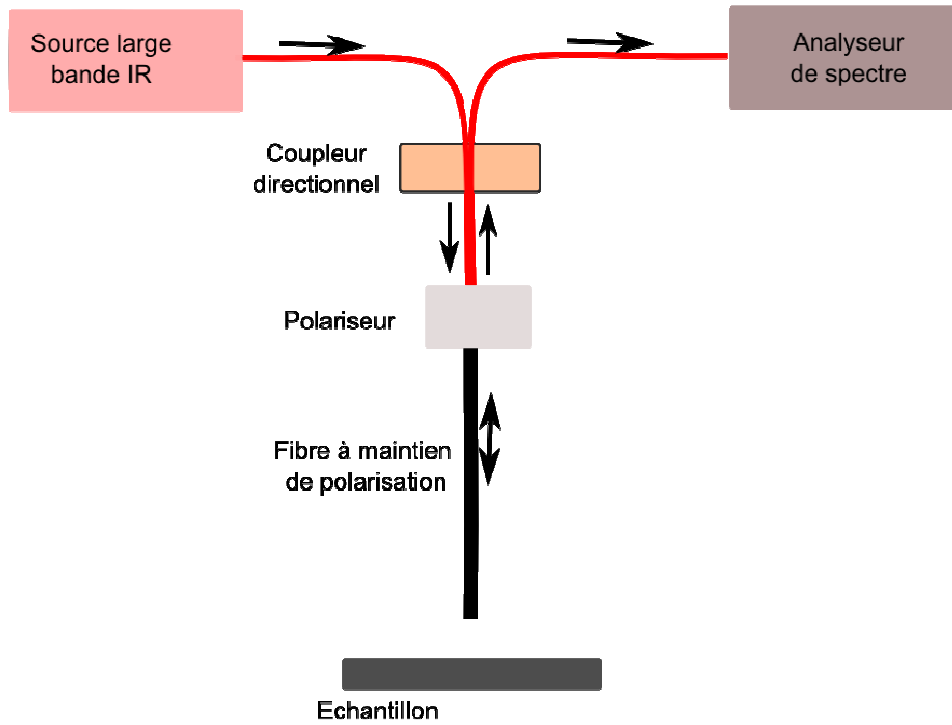 Source large
bande IR
Analyseur
de spectre
Coupleur
directionnel
Polariseur
Fibre à maintien
de polarisation
Echantillon